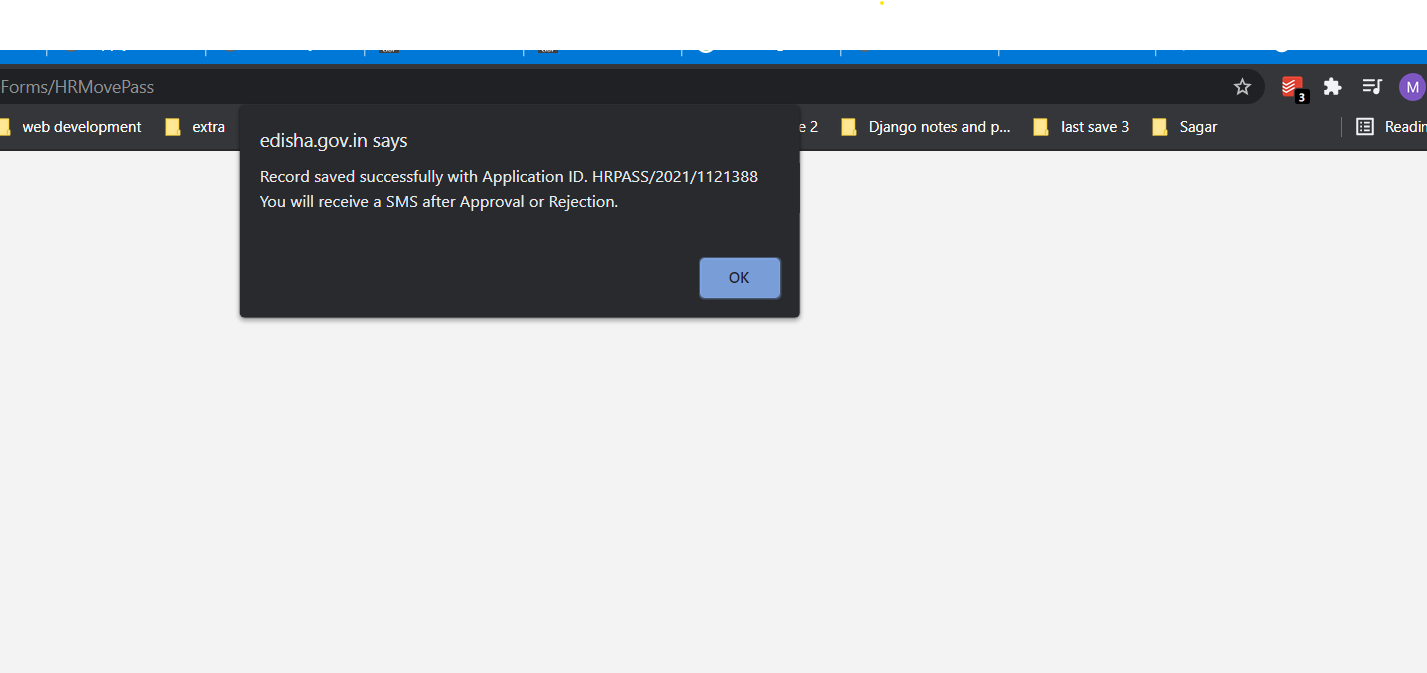 Forms/HRMovePass
3
M
web development
extra
e 2
Django notes and p...
last save 3
Sagar
Readin
edisha.gov.in says
Record saved successfully with Application ID. HRPASS/2021/1121388
You will receive a SMS after Approval or Rejection.
OK